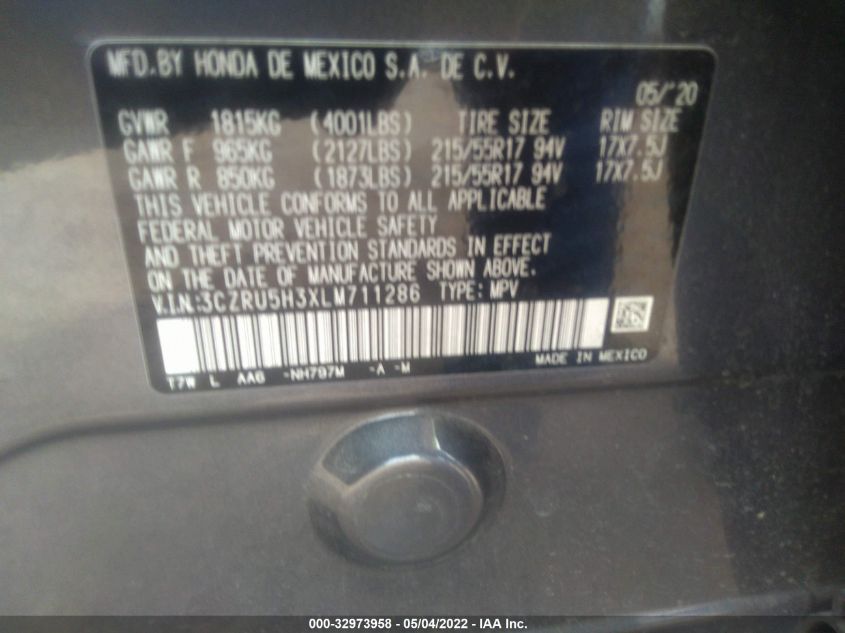 MFD.BY HONDA DE MEXICO S.A. DE C.V.
05/'20
GVWR 1815KG (4001LBS) TIRE SIZE RIM SIZE
GAWR F 965KG (2127LBS) 215/55R17 94V 17X7.5J
GAWR R 850KG (1873LBS) 215/55R17 94V 17X7.5J
THIS VEHICLE CONFORMS TO ALL APPLICABLE
FEDERAL MOTOR VEHICLE SAFETY
AND THEFT PREVENTION STANDARDS IN EFFECT
ON THE DATE OF MANUFACTURE SHOWN ABOVE.
V.I.N.:3CZRU5H3XLM711286 TYPE: MPV
MADE IN MEXICO
T7W L AA6 -NH797M -A -M
000-32973958 - 05/04/2022 - IAA Inc.